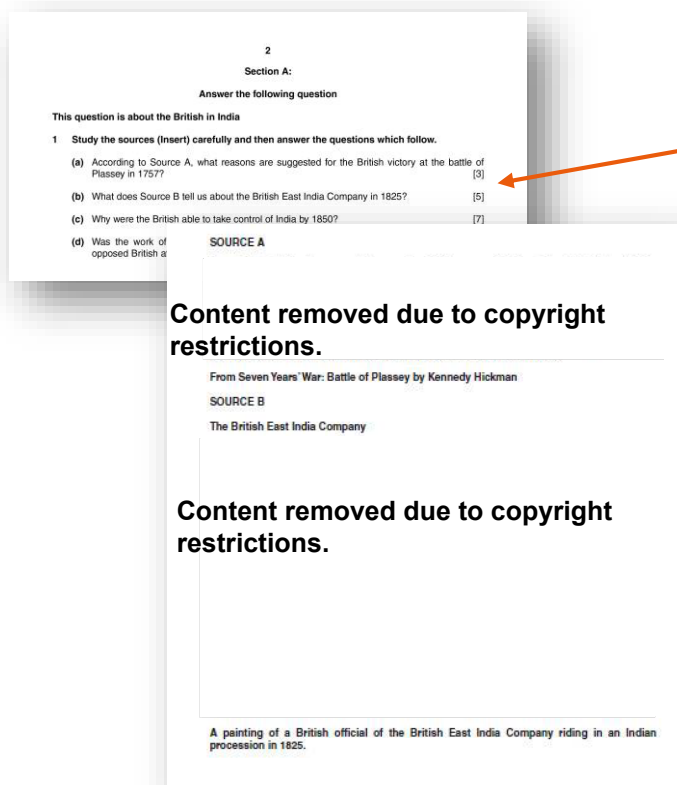 2
Section A:
Answer the following question
This question is about the British in India
1 Study the sources (Insert) carefully and then answer the questions which follow.
(a) According to Source A, what reasons are suggested for the British victory at the battle of
Plassey in 1757? [3]
(b) What does Source B tell us about the British East India Company in 1825? [5]
(c) Why were the British able to take control of India by 1850? [7]
(d) Was the work of
opposed British
SOURCE A
Content removed due to copyright
restrictions.
From Seven Years' War: Battle of Plassey by Kennedy Hickman
SOURCE B
The British East India Company
Content removed due to copyright
restrictions.
A painting of a British official of the British East India Company riding in an Indian
procession in 1825.